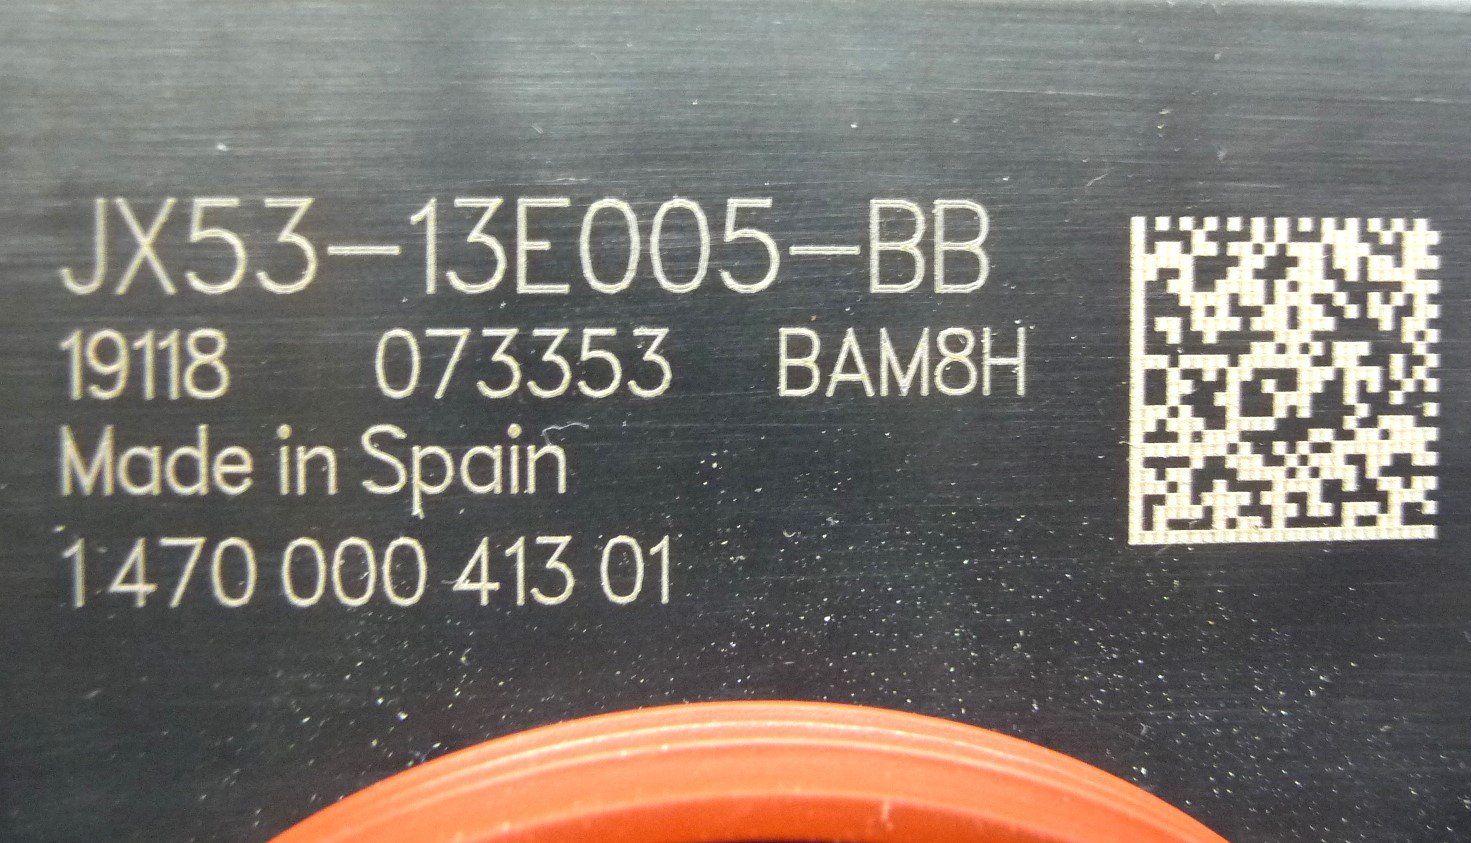 JX53-13E005-BB
19118 073353 BAM8H
Made in Spain
1 470 000 413 01